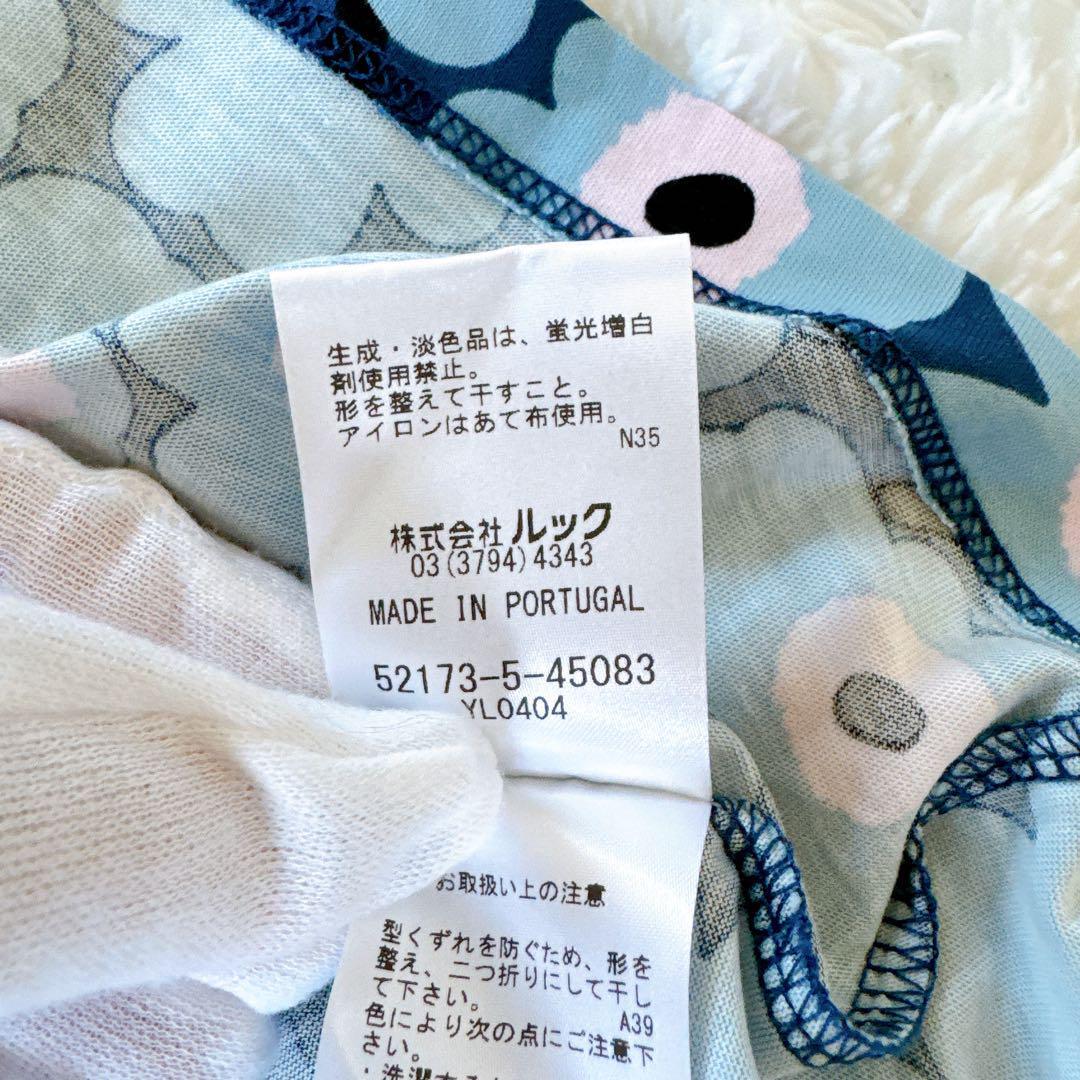 生成・淡色品は、蛍光増白
剤使用禁止。
形を整えて干すこと。
アイロンはあて布使用。
N35
株式会社 ルック
03(3794)4343
MADE IN PORTUGAL
52173-5-45083
YL0404
お取扱い上の注意
型くずれを防ぐため、形を
整え、二つ折りにして干し
て下さい。
A39
色により次の点にご注意下
さい。